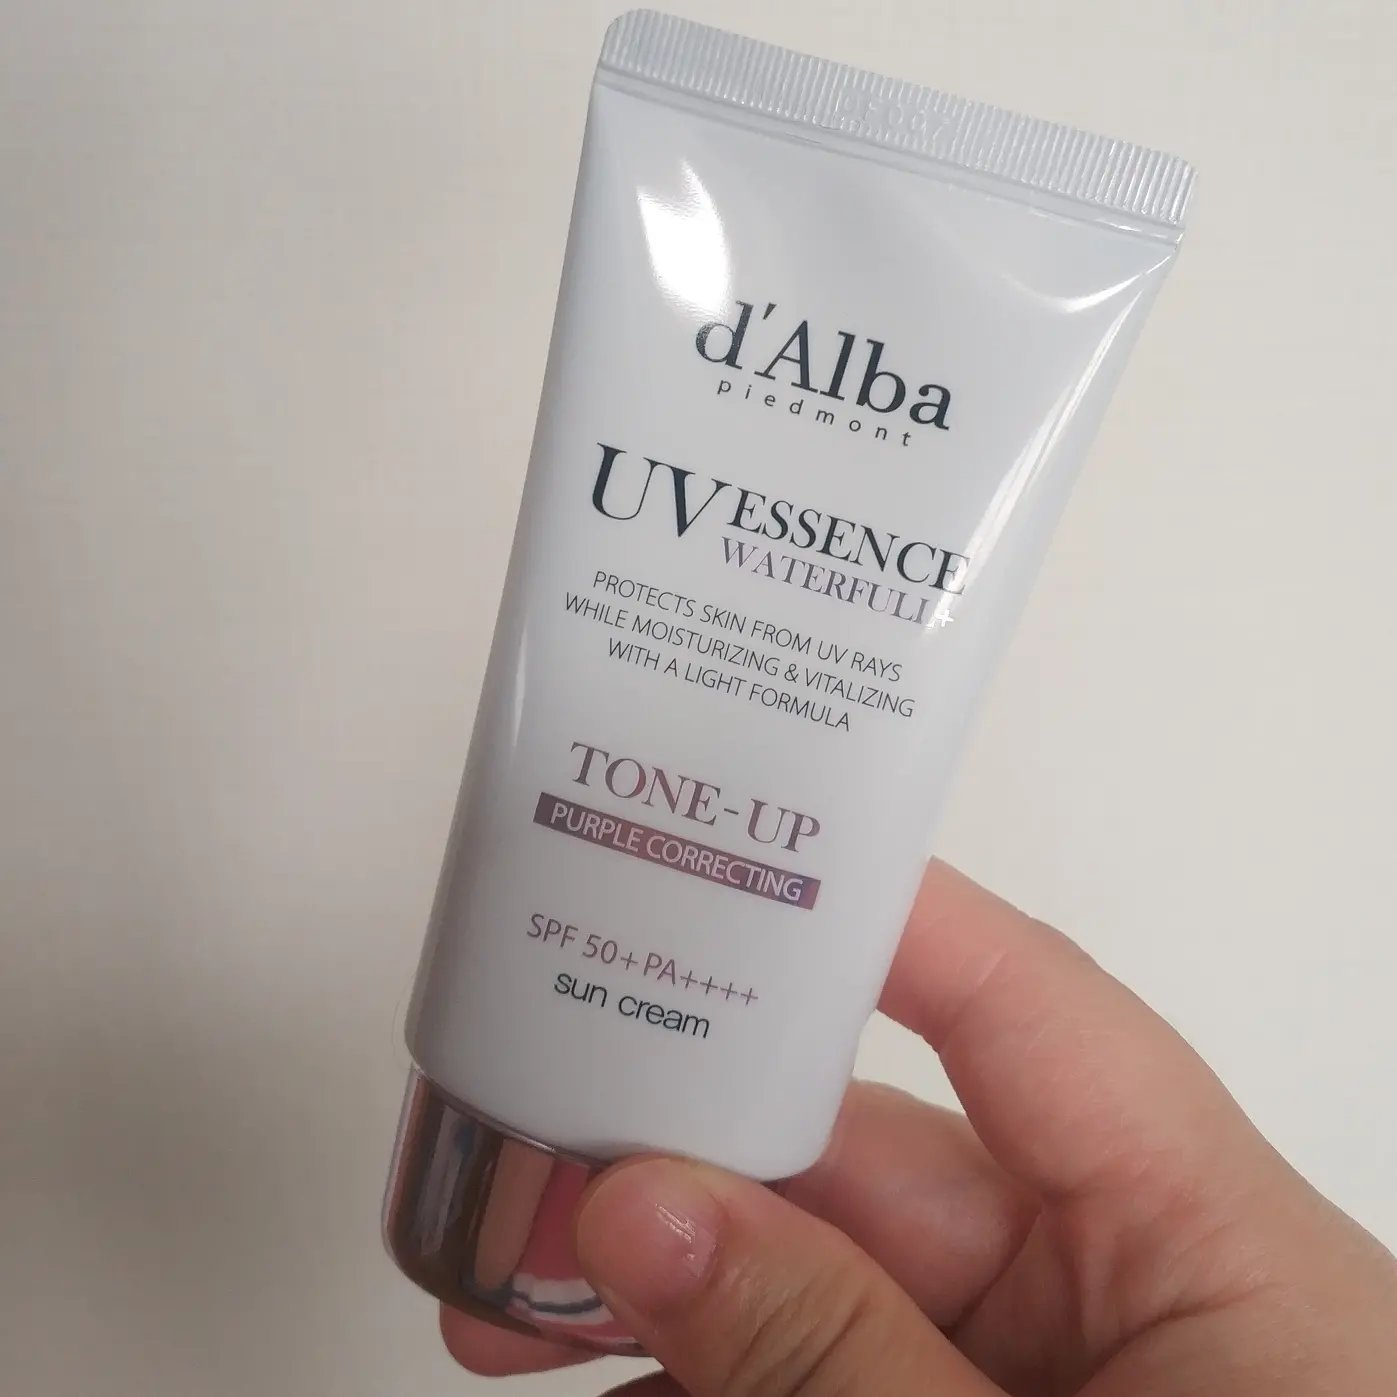 d'Alba
piedmont
UV ESSENCE
WATERFULL+
PROTECTS SKIN FROM UV RAYS
WHILE MOISTURIZING & VITALIZING
WITH A LIGHT FORMULA
TONE-UP
PURPLE CORRECTING
SPF 50+ PA++++
sun cream